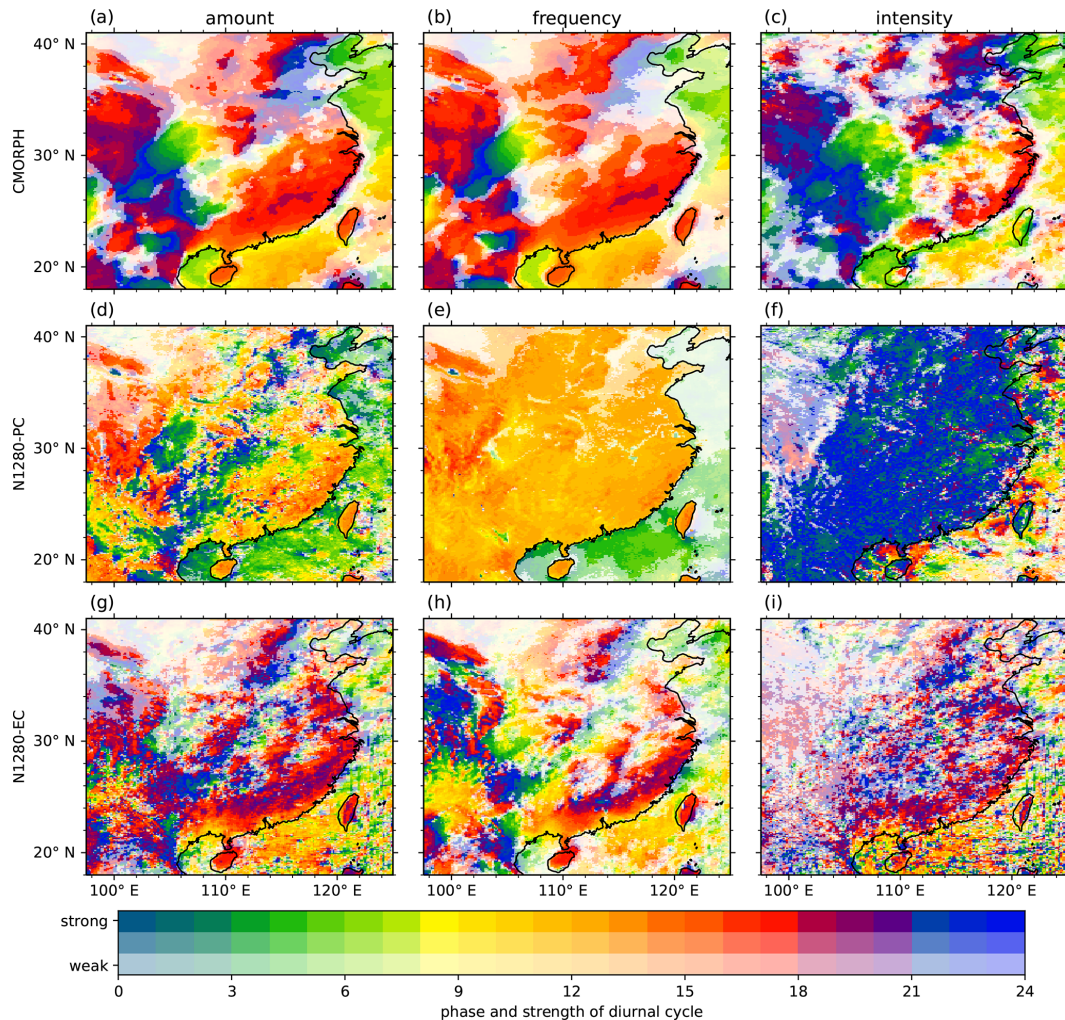 (a) amount (b) frequency (c) intensity
40° N
CMORPH
30° N
20° N
(d) (e) (f)
40° N
N1280-PC
30° N
20° N
(g) (h) (i)
40° N
N1280-EC
30° N
20° N
100° E 110° E 120° E 100° E 110° E 120° E 100° E 110° E 120° E
strong
weak
0 3 6 9 12 15 18 21 24
phase and strength of diurnal cycle